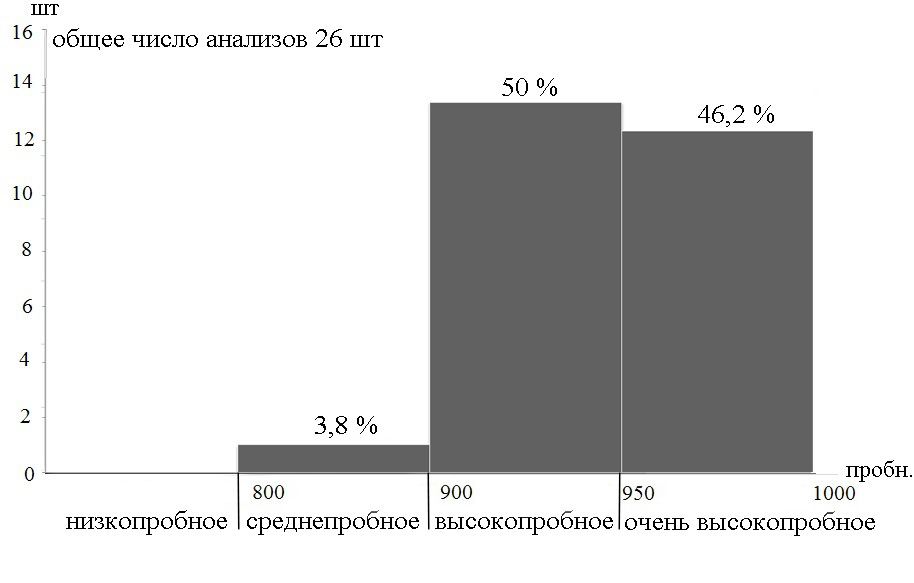 шт
16
общее число анализов 26 шт
14
50 %
46,2 %
12
10
8
6
4
2
3,8 %
0
пробн.
800
900
950
1000
низкопробное
среднепробное
высокопробное
очень высокопробное